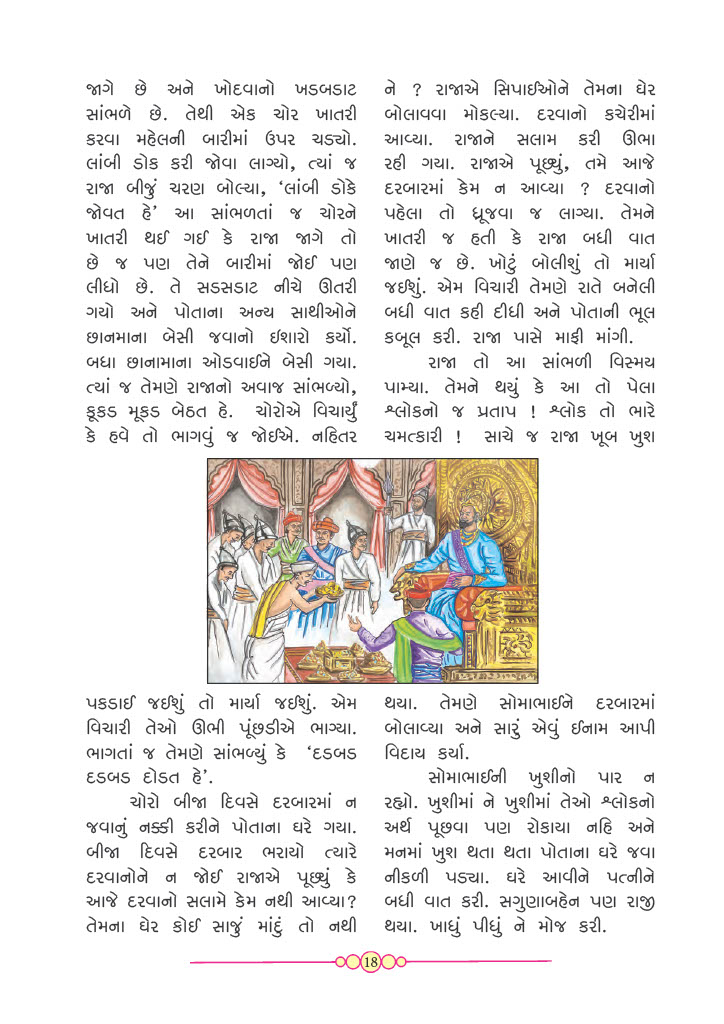 જાગે છે અને ખોદવાનો ખડબડાટ
સાંભળે છે. તેથી એક ચોર ખાતરી
કરવા મહેલની બારીમાં ઉપર ચડ્યો.
લાંબી ડોક કરી જોવા લાગ્યો, ત્યાં જ
રાજા બીજું ચરણ બોલ્યા, ‘લાંબી ડોકે
જોવત હે’ આ સાંભળતાં જ ચોરને
ખાતરી થઈ ગઈ કે રાજા જાગે તો
છે જ પણ તેને બારીમાં જોઈ પણ
લીધો છે. તે સડસડાટ નીચે ઊતરી
ગયો અને પોતાના અન્ય સાથીઓને
છાનમાના બેસી જવાનો ઈશારો કર્યો.
બધા છાનામાના ઓડવાઈને બેસી ગયા.
ત્યાં જ તેમણે રાજાનો અવાજ સાંભળ્યો,
કૂકડ મૂકડ બેઠત હે. ચોરોએ વિચાર્યું
કે હવે તો ભાગવું જ જોઈએ. નહિતર
પકડાઈ જઈશું તો માર્યા જઈશું. એમ
વિચારી તેઓ ઊભી પૂંછડીએ ભાગ્યા.
ભાગતાં જ તેમણે સાંભળ્યું કે ‘દડબડ
દડબડ દોડત હે’.
ચોરો બીજા દિવસે દરબારમાં ન
જવાનું નક્કી કરીને પોતાના ઘરે ગયા.
બીજા દિવસે દરબાર ભરાયો ત્યારે
દરવાનોને ન જોઈ રાજાએ પૂછ્યું કે
આજે દરવાનો સલામે કેમ નથી આવ્યા?
તેમના ઘેર કોઈ સાજું માંદું તો નથી
ને ? રાજાએ સિપાઈઓને તેમના ઘેર
બોલાવવા મોકલ્યા. દરવાનો કચેરીમાં
આવ્યા. રાજાને સલામ કરી ઊભા
રહી ગયા. રાજાએ પૂછ્યું, તમે આજે
દરબારમાં કેમ ન આવ્યા ? દરવાનો
પહેલા તો ધ્રૂજવા જ લાગ્યા. તેમને
ખાતરી જ હતી કે રાજા બધી વાત
જાણે જ છે. ખોટું બોલીશું તો માર્યા
જઈશું. એમ વિચારી તેમણે રાતે બનેલી
બધી વાત કહી દીધી અને પોતાની ભૂલ
કબૂલ કરી. રાજા પાસે માફી માંગી.
રાજા તો આ સાંભળી વિસ્મય
પામ્યા. તેમને થયું કે આ તો પેલા
શ્લોકનો જ પ્રતાપ ! શ્લોક તો ભારે
ચમત્કારી ! સાચે જ રાજા ખૂબ ખુશ
થયા. તેમણે સોમાભાઈને દરબારમાં
બોલાવ્યા અને સારું એવું ઈનામ આપી
વિદાય કર્યા.
સોમાભાઈની ખુશીનો પાર ન
રહ્યો. ખુશીમાં ને ખુશીમાં તેઓ શ્લોકનો
અર્થ પૂછવા પણ રોકાયા નહિ અને
મનમાં ખુશ થતા થતા પોતાના ઘરે જવા
નીકળી પડ્યા. ઘરે આવીને પત્નીને
બધી વાત કરી. સગુણાબહેન પણ રાજી
થયા. ખાધું પીધું ને મોજ કરી.
18